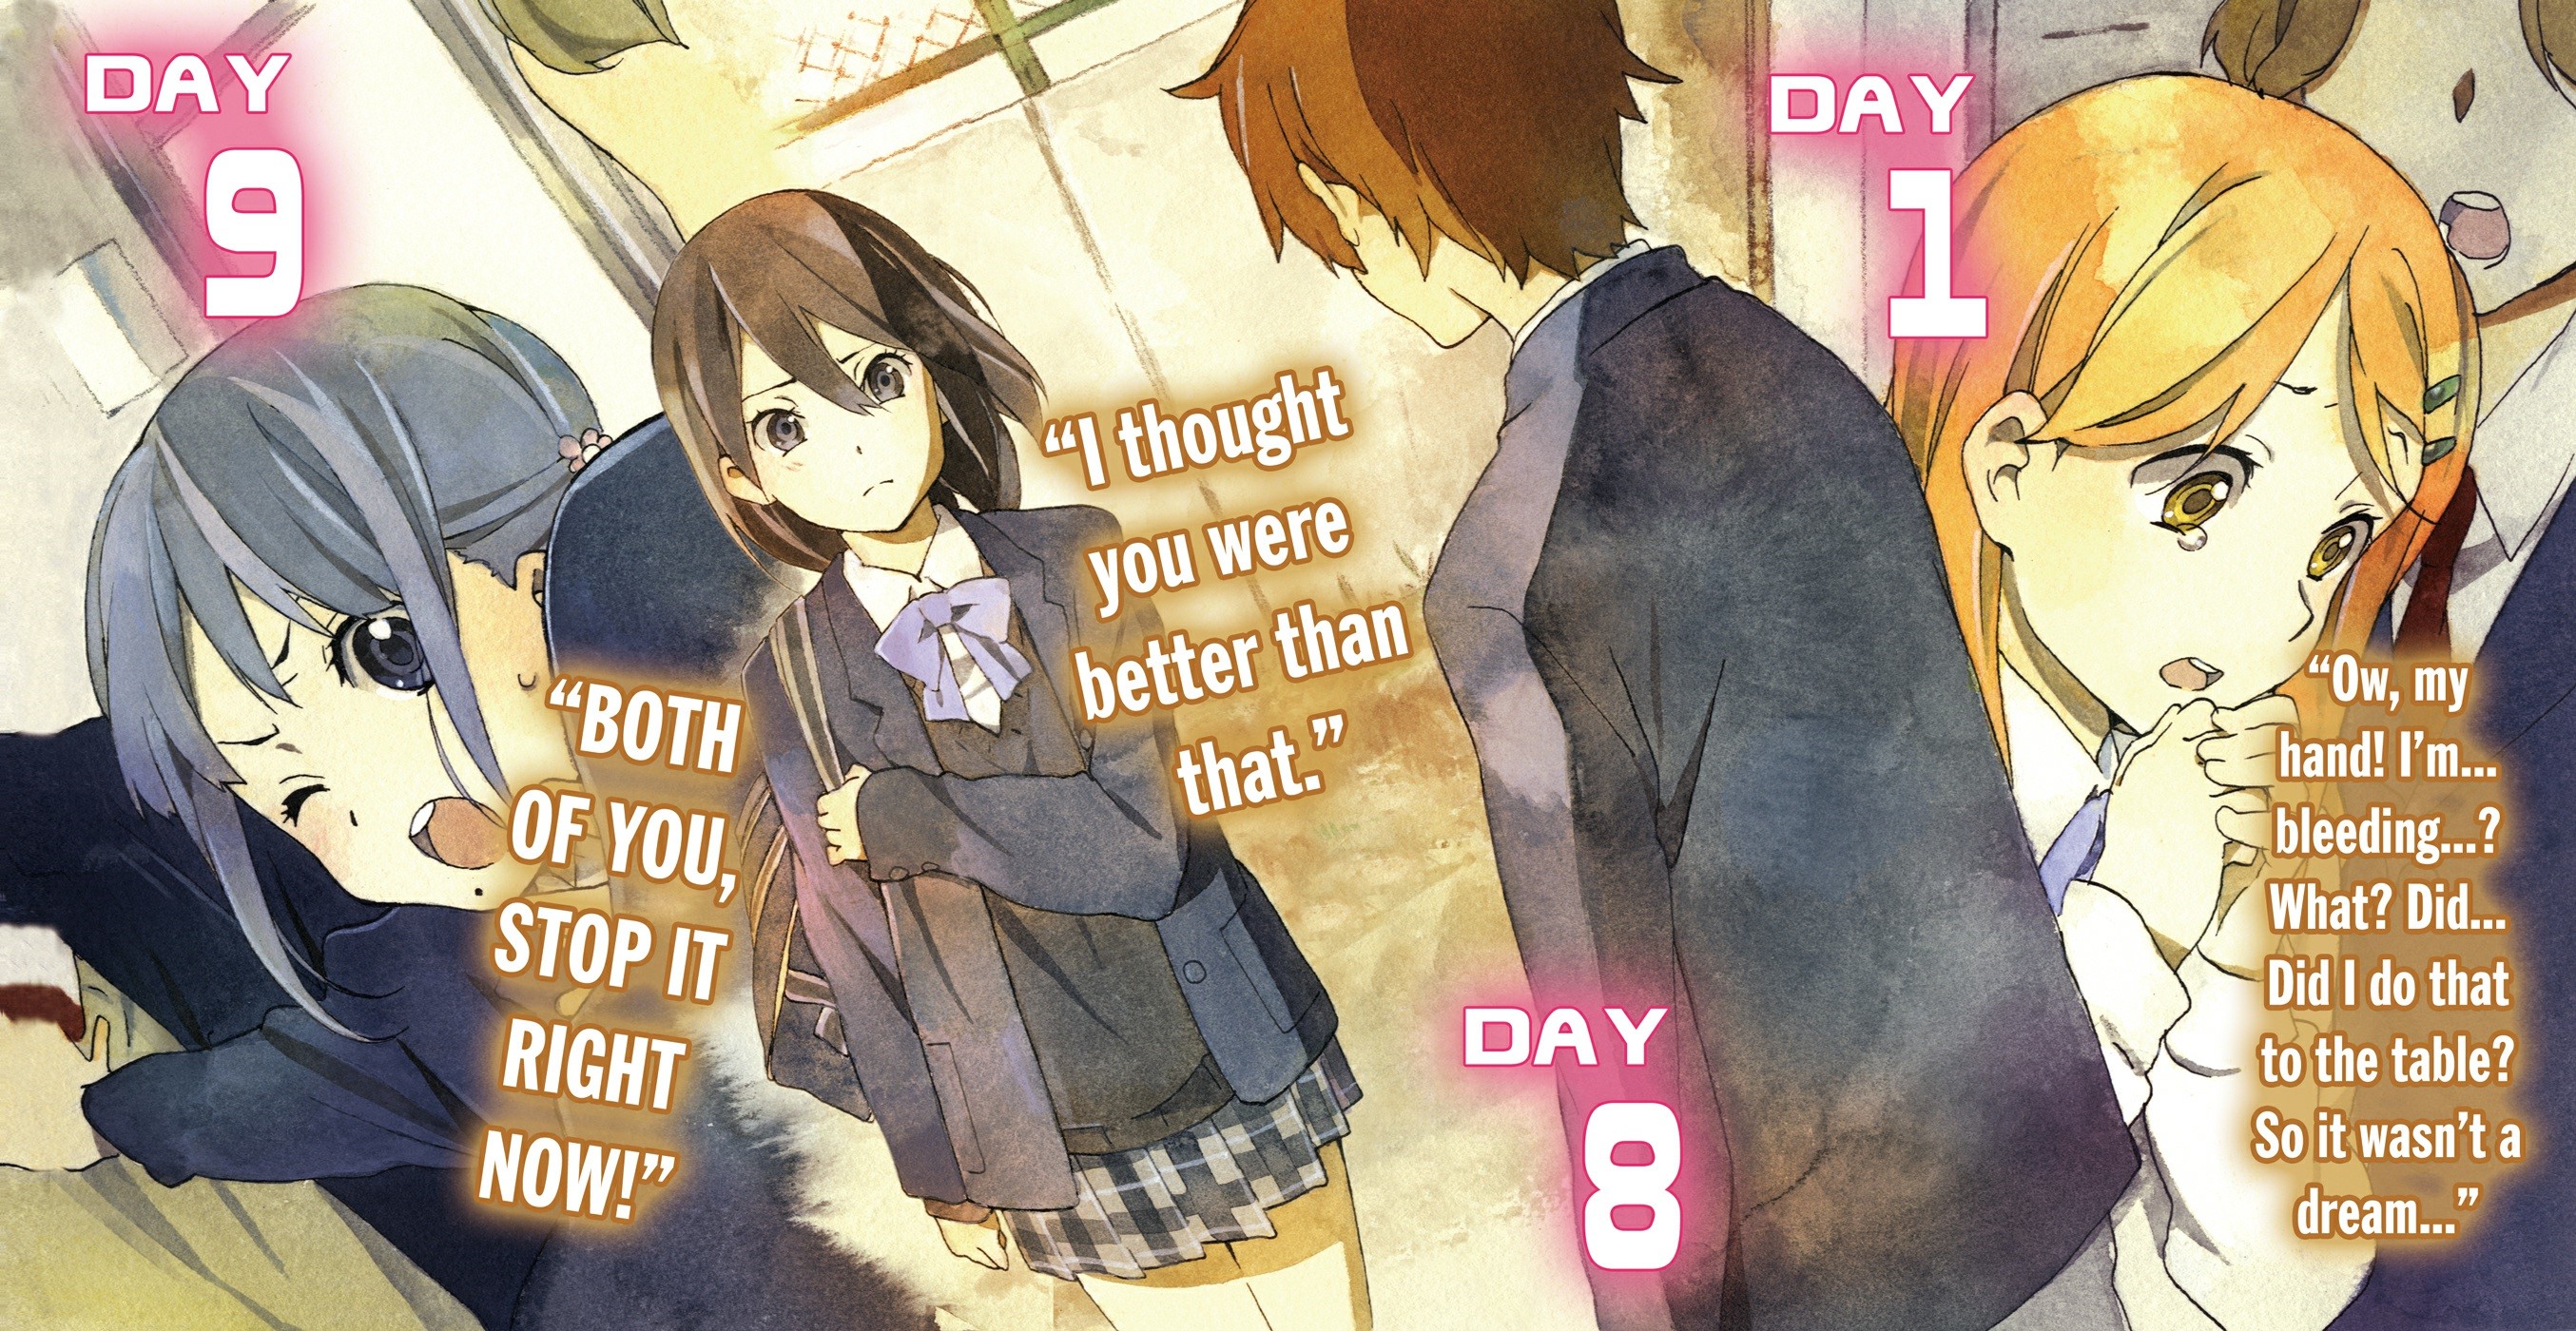 DAY
9
“BOTH
OF YOU,
STOP IT
RIGHT
NOW!”
“I thought
you were
better than
that.”
DAY
8
DAY
1
“Ow, my
hand! I’m...
bleeding...?
What? Did...
Did I do that
to the table?
So it wasn’t a
dream...”